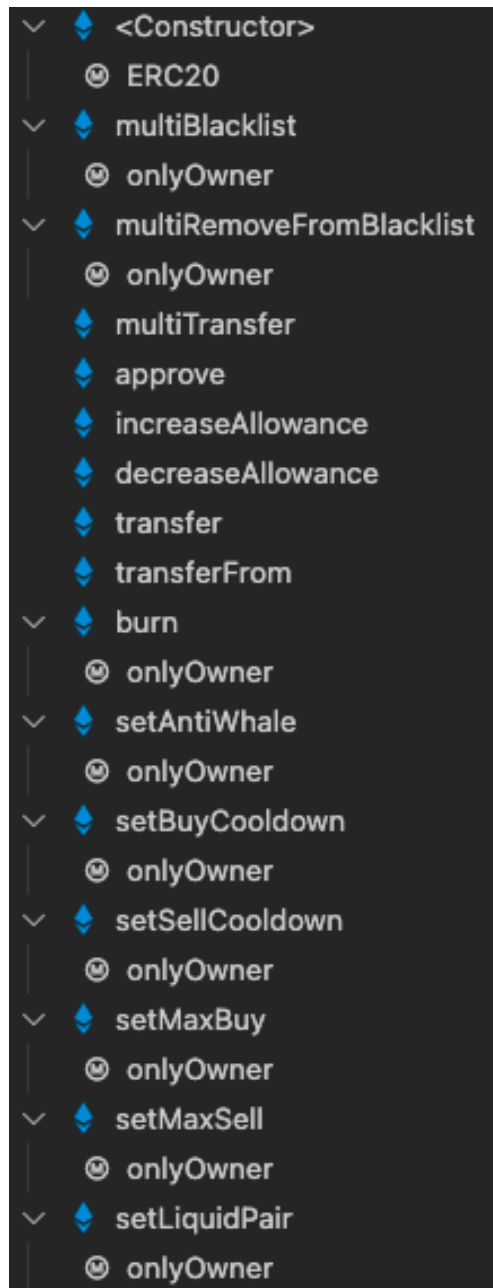 <Constructor>
ERC20
multiBlacklist
onlyOwner
multiRemoveFromBlacklist
onlyOwner
multiTransfer
approve
increaseAllowance
decreaseAllowance
transfer
transferFrom
burn
onlyOwner
setAntiWhale
onlyOwner
setBuyCooldown
onlyOwner
setSellCooldown
onlyOwner
setMaxBuy
onlyOwner
setMaxSell
onlyOwner
setLiquidPair
onlyOwner